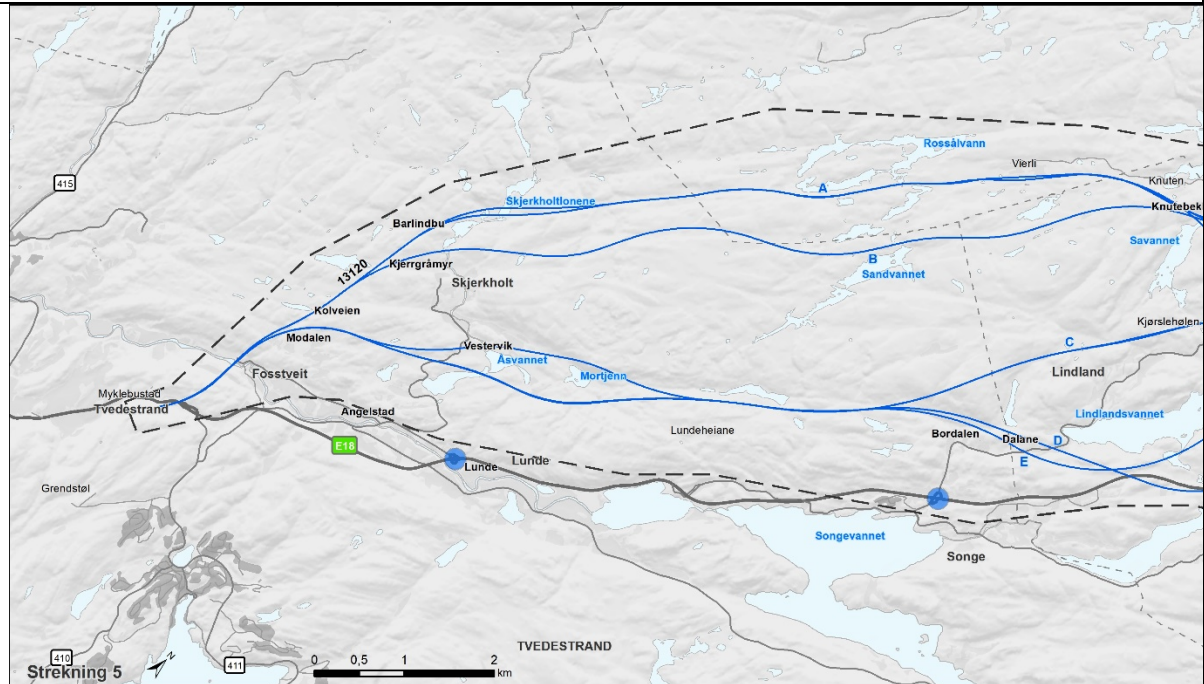 Rossålvann
Vierli
415
Knuten
A
Skjerkholtlonene
Knutebek
Barlindbu
Savannet
B
Kjerrgråmyr
13120
Sandvannet
Skjerkholt
Kolveien
Kjørslehølen
Modalen
C
Vestervik
Åsvannet
Lindland
Fosstveit
Mortjenn
Myklebustad
Tvedestrand
Angelstad
Lindlandsvannet
Lundeheiane
Bordalen
Dalane
D
E18
Lunde
E
Lunde
Grendstøl
Songevannet
Songe
TVEDESTRAND
410
N
411
0 0,5 1 2
km
Strekning 5